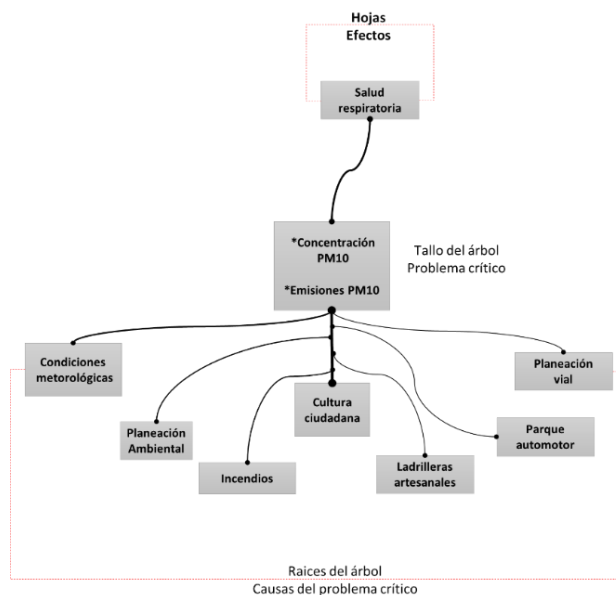 Hojas
Efectos
Salud
respiratoria
*Concentración
PM10
*Emisiones PM10
Tallo del árbol
Problema crítico
Condiciones
metorológicas
Planeación
vial
Planeación
Ambiental
Cultura
ciudadana
Parque
automotor
Incendios
Ladrilleras
artesanales
Raices del árbol
Causas del problema crítico